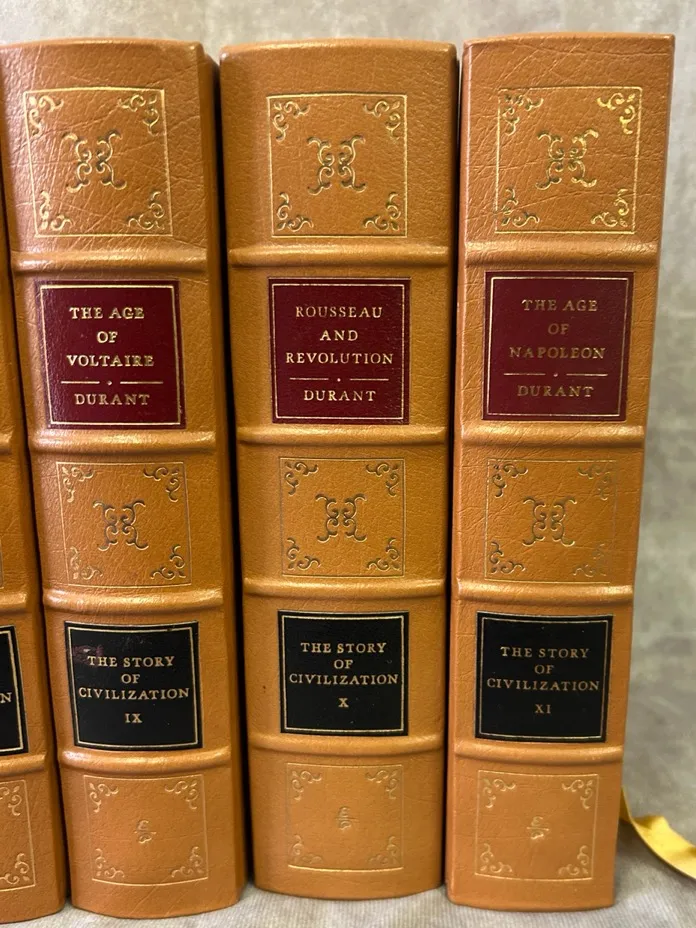 THE AGE
OF
VOLTAIRE
DURANT
THE STORY
OF
CIVILIZATION
IX
ROUSSEAU
AND
REVOLUTION
DURANT
THE STORY
OF
CIVILIZATION
X
THE AGE
OF
NAPOLEON
DURANT
THE STORY
OF
CIVILIZATION
XI
N